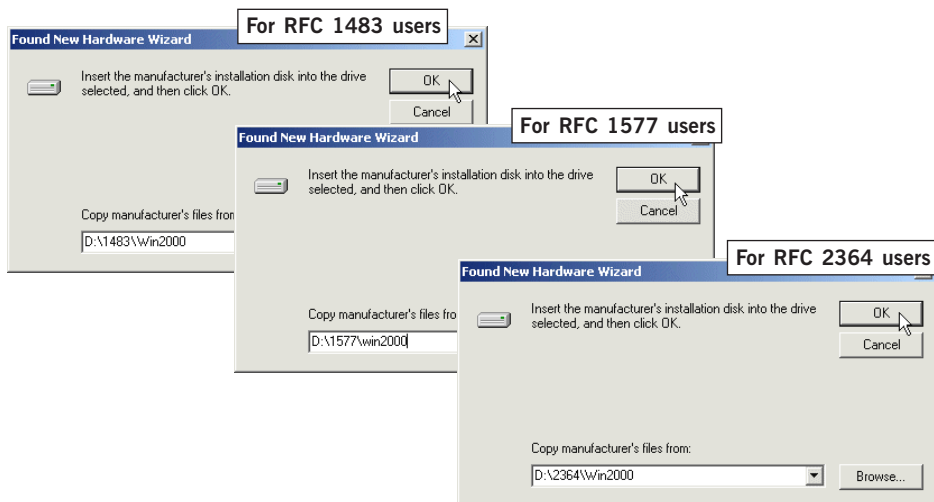 For RFC 1483 users
Found New Hardware Wizard
Insert the manufacturer's installation disk into the drive
selected, and then click OK.
OK
Cancel
Copy manufacturer's files from
D:\1483\Win2000
For RFC 1577 users
Found New Hardware Wizard
Insert the manufacturer's installation disk into the drive
selected, and then click OK.
OK
Cancel
Copy manufacturer's files fro
D:\1577\win2000
For RFC 2364 users
Found New Hardware Wizard
Insert the manufacturer's installation disk into the drive
selected, and then click OK.
OK
Cancel
Copy manufacturer's files from:
D:\2364\Win2000
Browse...